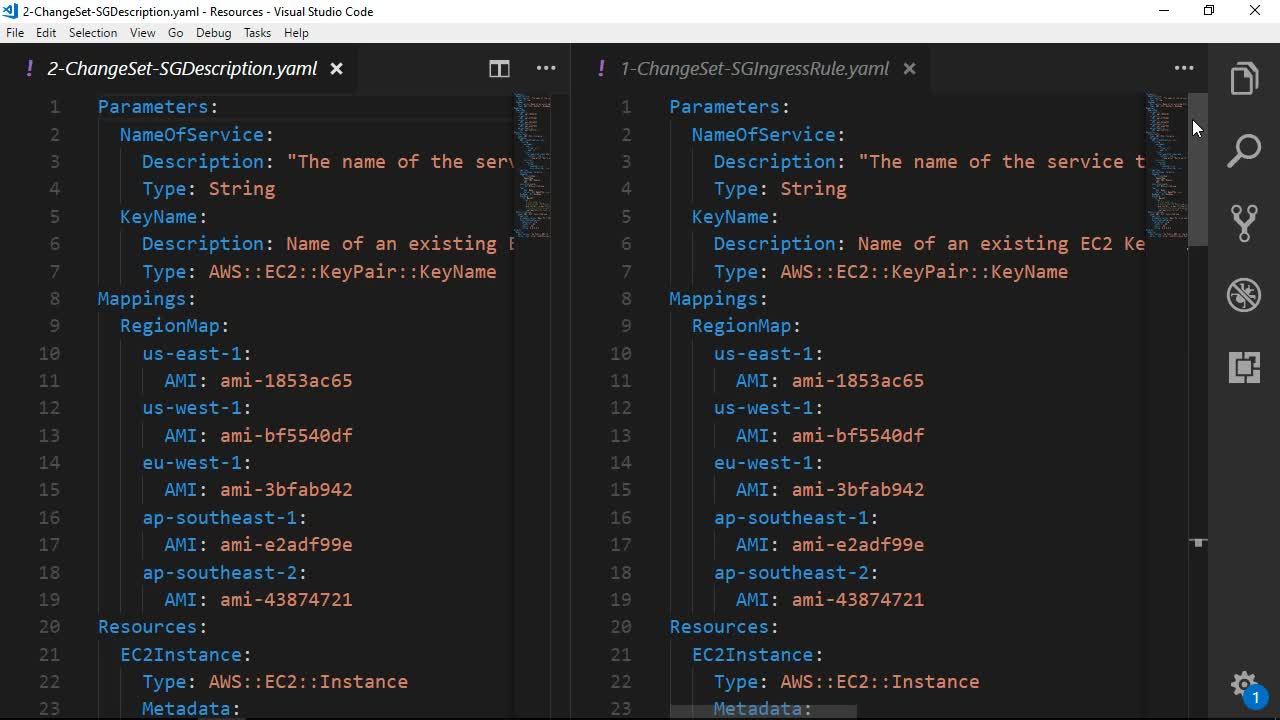 2-ChangeSet-SGDescription.yaml - Resources - Visual Studio Code
File Edit Selection View Go Debug Tasks Help
! 2-ChangeSet-SGDescription.yaml
1 Parameters:
2 NameOfService:
3 Description: "The name of the serv
4 Type: String
5 KeyName:
6 Description: Name of an existing E
7 Type: AWS::EC2::KeyPair::KeyName
8 Mappings:
9 RegionMap:
10 us-east-1:
11 AMI: ami-1853ac65
12 us-west-1:
13 AMI: ami-bf5540df
14 eu-west-1:
15 AMI: ami-3bfab942
16 ap-southeast-1:
17 AMI: ami-e2adf99e
18 ap-southeast-2:
19 AMI: ami-43874721
20 Resources:
21 EC2Instance:
22 Type: AWS::EC2::Instance
23 Metadata:
! 1-ChangeSet-SGIngressRule.yaml
1 Parameters:
2 NameOfService:
3 Description: "The name of the service t
4 Type: String
5 KeyName:
6 Description: Name of an existing EC2 Ke
7 Type: AWS::EC2::KeyPair::KeyName
8 Mappings:
9 RegionMap:
10 us-east-1:
11 AMI: ami-1853ac65
12 us-west-1:
13 AMI: ami-bf5540df
14 eu-west-1:
15 AMI: ami-3bfab942
16 ap-southeast-1:
17 AMI: ami-e2adf99e
18 ap-southeast-2:
19 AMI: ami-43874721
20 Resources:
21 EC2Instance:
22 Type: AWS::EC2::Instance
23 Metadata:
1